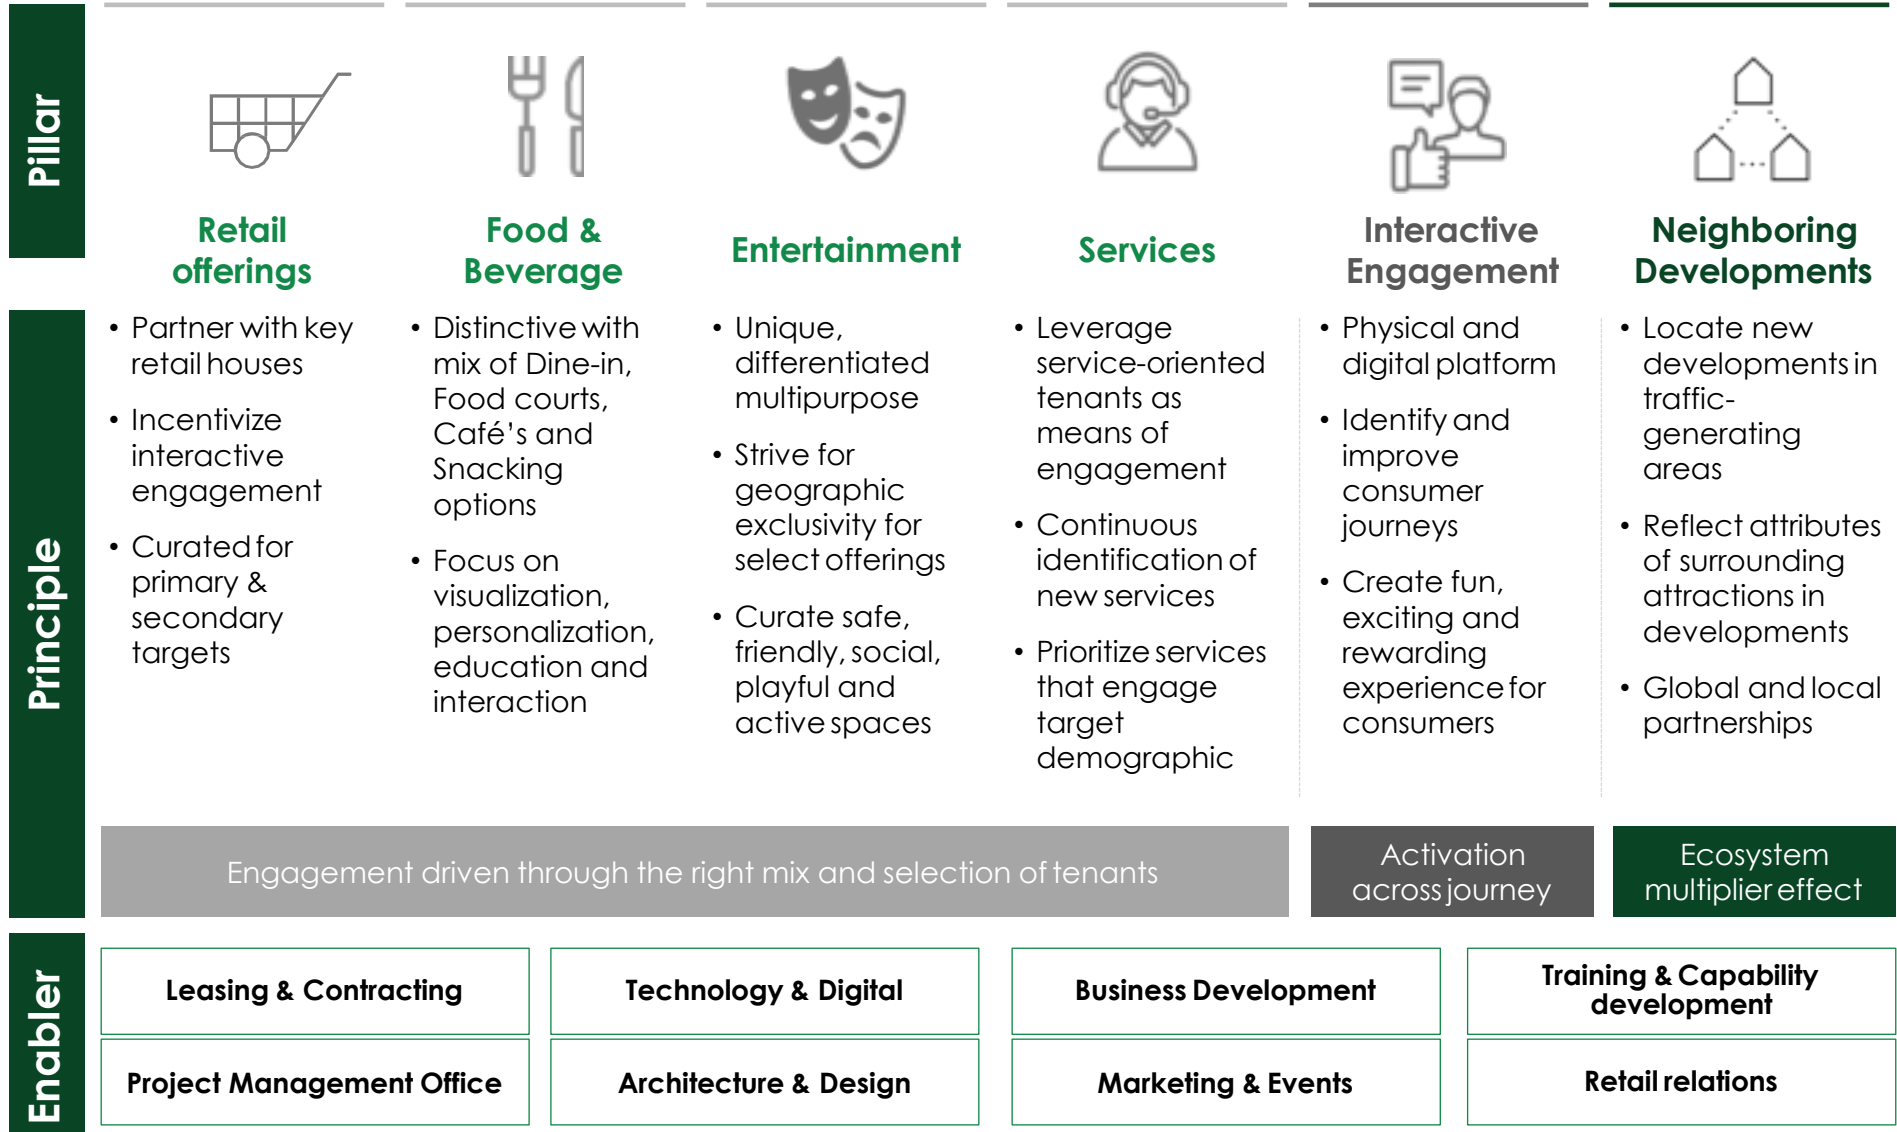 Pillar
Retail
offerings
Food &
Beverage
Entertainment
Services
Interactive
Engagement
Neighboring
Developments
Principle
• Partner with key
retail houses
• Incentivize
interactive
engagement
• Curated for
primary &
secondary
targets
• Distinctive with
mix of Dine-in,
Food courts,
Café's and
Snacking
options
• Focus on
visualization,
personalization,
education and
interaction
• Unique,
differentiated
multipurpose
• Strive for
geographic
exclusivity for
select offerings
• Curate safe,
friendly, social,
playful and
active spaces
• Leverage
service-oriented
tenants as
means of
engagement
• Continuous
identification of
new services
• Prioritize services
that engage
target
demographic
• Physical and
digital platform
• Identify and
improve
consumer
journeys
• Create fun,
exciting and
rewarding
experience for
consumers
• Locate new
developments in
traffic-
generating
areas
• Reflect attributes
of surrounding
attractions in
developments
• Global and local
partnerships
Engagement driven through the right mix and selection of tenants
Activation
across journey
Ecosystem
multiplier effect
Enabler
Leasing & Contracting
Technology & Digital
Business Development
Training & Capability
development
Project Management Office
Architecture & Design
Marketing & Events
Retail relations